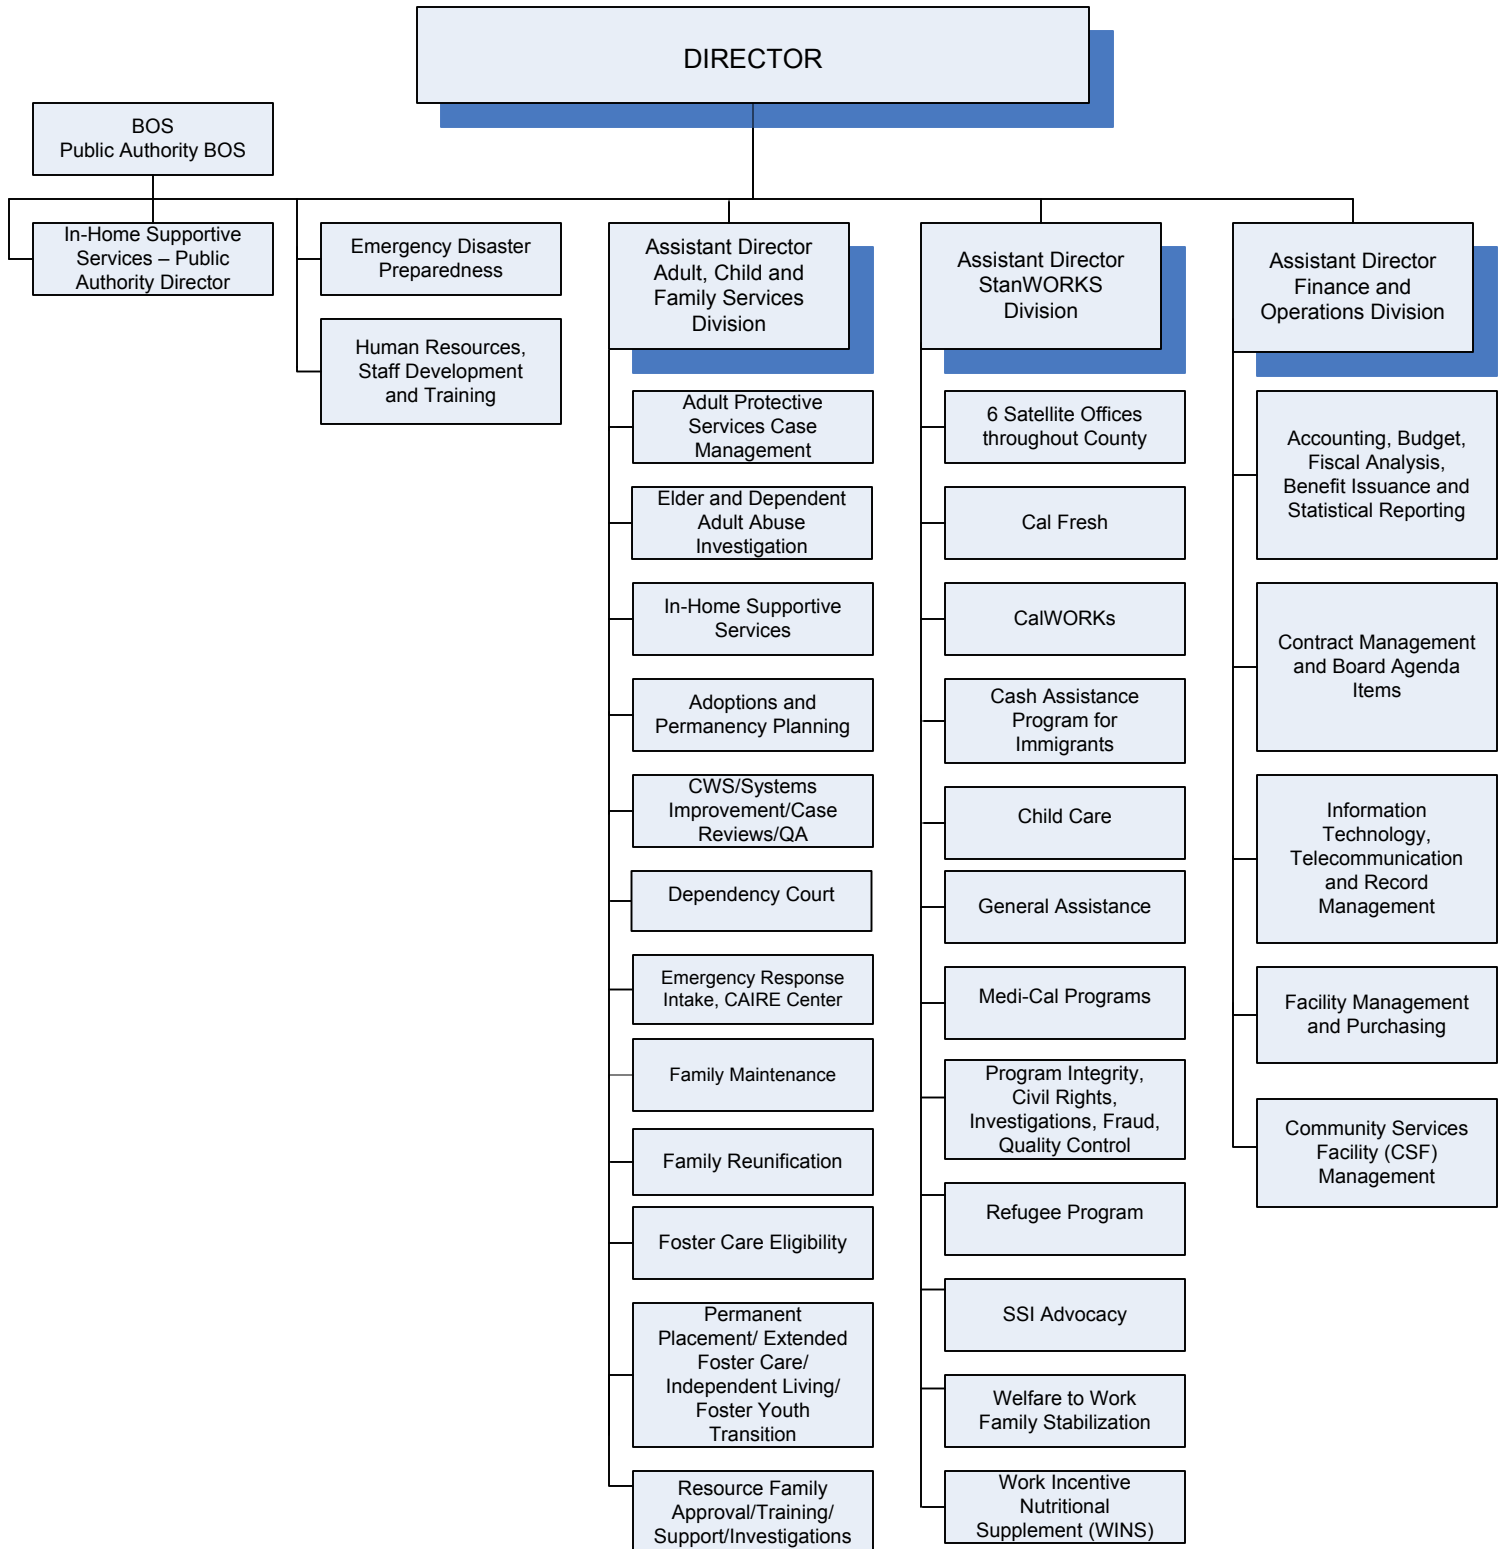 DIRECTOR
BOS
Public Authority BOS
In-Home Supportive
Services – Public
Authority Director
Emergency Disaster
Preparedness
Human Resources,
Staff Development
and Training
Assistant Director
Adult, Child and
Family Services
Division
Adult Protective
Services Case
Management
Elder and Dependent
Adult Abuse
Investigation
In-Home Supportive
Services
Adoptions and
Permanency Planning
CWS/Systems
Improvement/Case
Reviews/QA
Dependency Court
Emergency Response
Intake, CAIRE Center
Family Maintenance
Family Reunification
Foster Care Eligibility
Permanent
Placement/ Extended
Foster Care/
Independent Living/
Foster Youth
Transition
Resource Family
Approval/Training/
Support/Investigations
Assistant Director
StanWORKS
Division
6 Satellite Offices
throughout County
Cal Fresh
CalWORKs
Cash Assistance
Program for
Immigrants
Child Care
General Assistance
Medi-Cal Programs
Program Integrity,
Civil Rights,
Investigations, Fraud,
Quality Control
Refugee Program
SSI Advocacy
Welfare to Work
Family Stabilization
Work Incentive
Nutritional
Supplement (WINS)
Assistant Director
Finance and
Operations Division
Accounting, Budget,
Fiscal Analysis,
Benefit Issuance and
Statistical Reporting
Contract Management
and Board Agenda
Items
Information
Technology,
Telecommunication
and Record
Management
Facility Management
and Purchasing
Community Services
Facility (CSF)
Management